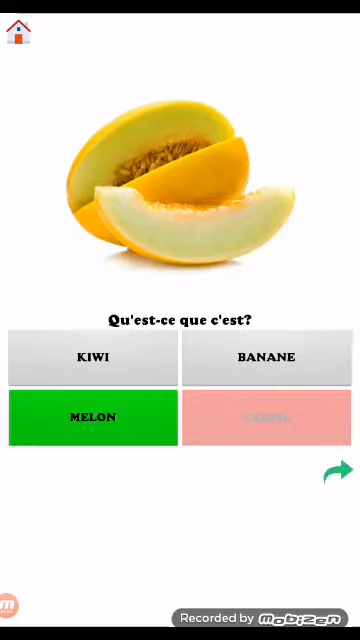 Qu'est-ce que c'est?
KIWI
BANANE
MELON
Recorded by
mobizen